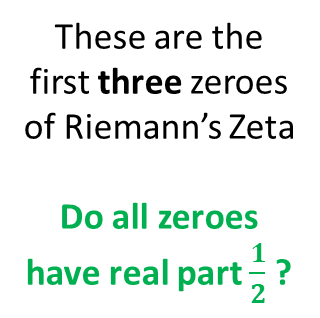 These are the
first three zeroes
of Riemann's Zeta
Do all zeroes
have real part 1/2 ?